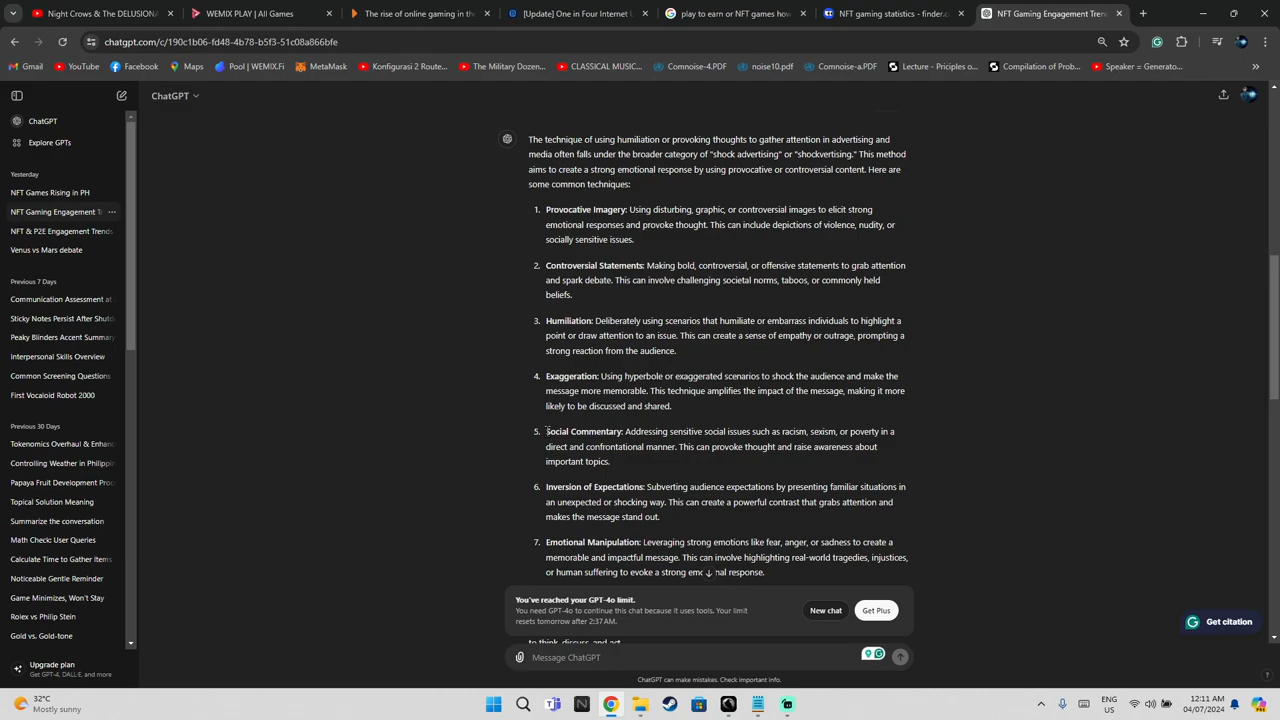 Night Crows & The DELUSIONA
WEMIX PLAY | All Games
The rise of online gaming in the
[Update] One in Four Internet U
play to earn or NFT games how
NFT gaming statistics - finder.c
NFT Gaming Engagement Tren
chatgpt.com/c/190c1b06-fd48-4b78-b5f3-51c08a866bfe
Gmail
YouTube
Facebook
Maps
Pool | WEMIX.Fi
MetaMask
Konfigurasi 2 Route...
The Military Dozen...
CLASSICAL MUSIC...
Comnoise-4.PDF
noise10.pdf
Comnoise-a.PDF
Lecture - Priciples o...
Compilation of Prob...
Speaker = Generato...
ChatGPT
ChatGPT
Explore GPTs
Yesterday
NFT Games Rising in PH
NFT Gaming Engagement T
NFT & P2E Engagement Trends
Venus vs Mars debate
Previous 7 Days
Communication Assessment at
Sticky Notes Persist After Shutd
Peaky Blinders Accent Summary
Interpersonal Skills Overview
Common Screening Questions
First Vocaloid Robot 2000
Previous 30 Days
Tokenomics Overhaul & Enhanc
Controlling Weather in Philippin
Papaya Fruit Development Proc
Topical Solution Meaning
Summarize the conversation
Math Check: User Queries
Calculate Time to Gather Items
Noticeable Gentle Reminder
Game Minimizes, Won't Stay
Rolex vs Philip Stein
Gold vs. Gold-tone
Upgrade plan
Get GPT-4, DALL·E, and more
The technique of using humiliation or provoking thoughts to gather attention in advertising and
media often falls under the broader category of "shock advertising" or "shockvertising." This method
aims to create a strong emotional response by using provocative or controversial content. Here are
some common techniques:
1. Provocative Imagery: Using disturbing, graphic, or controversial images to elicit strong
emotional responses and provoke thought. This can include depictions of violence, nudity, or
socially sensitive issues.
2. Controversial Statements: Making bold, controversial, or offensive statements to grab attention
and spark debate. This can involve challenging societal norms, taboos, or commonly held
beliefs.
3. Humiliation: Deliberately using scenarios that humiliate or embarrass individuals to highlight a
point or draw attention to an issue. This can create a sense of empathy or outrage, prompting a
strong reaction from the audience.
4. Exaggeration: Using hyperbole or exaggerated scenarios to shock the audience and make the
message more memorable. This technique amplifies the impact of the message, making it more
likely to be discussed and shared.
5. Social Commentary: Addressing sensitive social issues such as racism, sexism, or poverty in a
direct and confrontational manner. This can provoke thought and raise awareness about
important topics.
6. Inversion of Expectations: Subverting audience expectations by presenting familiar situations in
an unexpected or shocking way. This can create a powerful contrast that grabs attention and
makes the message stand out.
7. Emotional Manipulation: Leveraging strong emotions like fear, anger, or sadness to create a
memorable and impactful message. This can involve highlighting real-world tragedies, injustices,
or human suffering to evoke a strong emotional response.
You've reached your GPT-4o limit.
You need GPT-4o to continue this chat because it uses tools. Your limit
resets tomorrow after 2:37 AM.
New chat
Get Plus
to think, discuss, and act.
Message ChatGPT
ChatGPT can make mistakes. Check important info.
Get citation
32°C
Mostly sunny
ENG
US
12:11 AM
04/07/2024